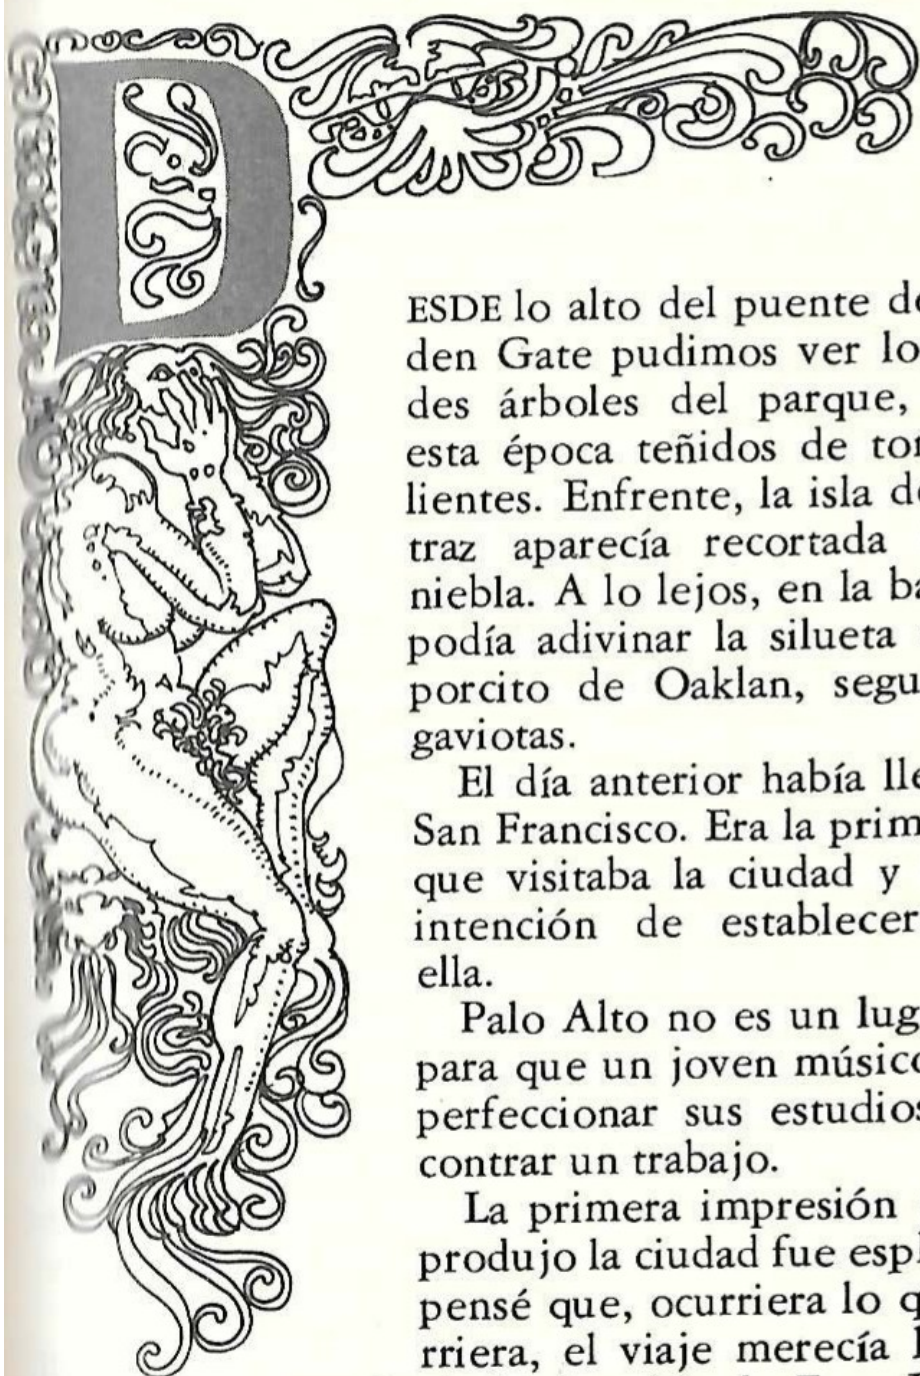 DESDE lo alto del puente de
den Gate pudimos ver lo
des árboles del parque,
esta época teñidos de to
lientes. Enfrente, la isla de
traz aparecía recortada
niebla. A lo lejos, en la ba
podía adivinar la silueta
porcito de Oaklan, segu
gaviotas.
El día anterior había lle
San Francisco. Era la prim
que visitaba la ciudad y
intención de establecer
ella.
Palo Alto no es un lug
para que un joven músico
perfeccionar sus estudios
contrar un trabajo.
La primera impresión
produjo la ciudad fue espl
pensé que, ocurriera lo q
rriera, el viaje merecía l